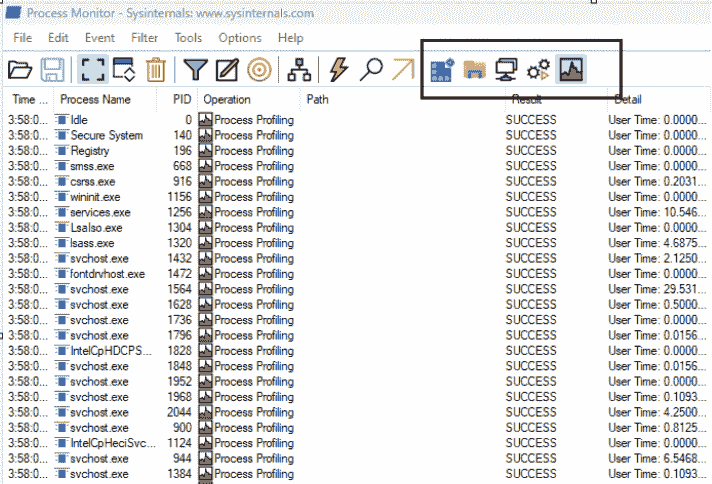 Process Monitor - Sysinternals: www.sysinternals.com
File Edit Event Filter Tools Options Help
Time ... Process Name PID Operation Path Result Detail
3:58:0... Idle 0 Process Profiling SUCCESS User Time: 0.0000...
3:58:0... Secure System 140 Process Profiling SUCCESS User Time: 0.0000...
3:58:0... Registry 196 Process Profiling SUCCESS User Time: 0.0000...
3:58:0... smss.exe 668 Process Profiling SUCCESS User Time: 0.0000...
3:58:0... csrss.exe 916 Process Profiling SUCCESS User Time: 0.2031...
3:58:0... wininit.exe 1156 Process Profiling SUCCESS User Time: 0.0000...
3:58:0... services.exe 1256 Process Profiling SUCCESS User Time: 10.546...
3:58:0... LsaIso.exe 1304 Process Profiling SUCCESS User Time: 0.0000...
3:58:0... lsass.exe 1320 Process Profiling SUCCESS User Time: 4.6875...
3:58:0... svchost.exe 1432 Process Profiling SUCCESS User Time: 2.1250...
3:58:0... fontdrvhost.exe 1472 Process Profiling SUCCESS User Time: 0.0000...
3:58:0... svchost.exe 1564 Process Profiling SUCCESS User Time: 29.531...
3:58:0... svchost.exe 1628 Process Profiling SUCCESS User Time: 0.5000...
3:58:0... svchost.exe 1736 Process Profiling SUCCESS User Time: 0.0000...
3:58:0... svchost.exe 1796 Process Profiling SUCCESS User Time: 0.0156...
3:58:0... IntelCpHDCPS... 1828 Process Profiling SUCCESS User Time: 0.0000...
3:58:0... svchost.exe 1848 Process Profiling SUCCESS User Time: 0.0156...
3:58:0... svchost.exe 1952 Process Profiling SUCCESS User Time: 0.0000...
3:58:0... svchost.exe 1968 Process Profiling SUCCESS User Time: 0.1093...
3:58:0... svchost.exe 2044 Process Profiling SUCCESS User Time: 4.2500...
3:58:0... svchost.exe 900 Process Profiling SUCCESS User Time: 0.8125...
3:58:0... IntelCpHeciSvc... 1124 Process Profiling SUCCESS User Time: 0.0000...
3:58:0... svchost.exe 944 Process Profiling SUCCESS User Time: 6.5468...
3:58:0... svchost.exe 1384 Process Profiling SUCCESS User Time: 0.1093...